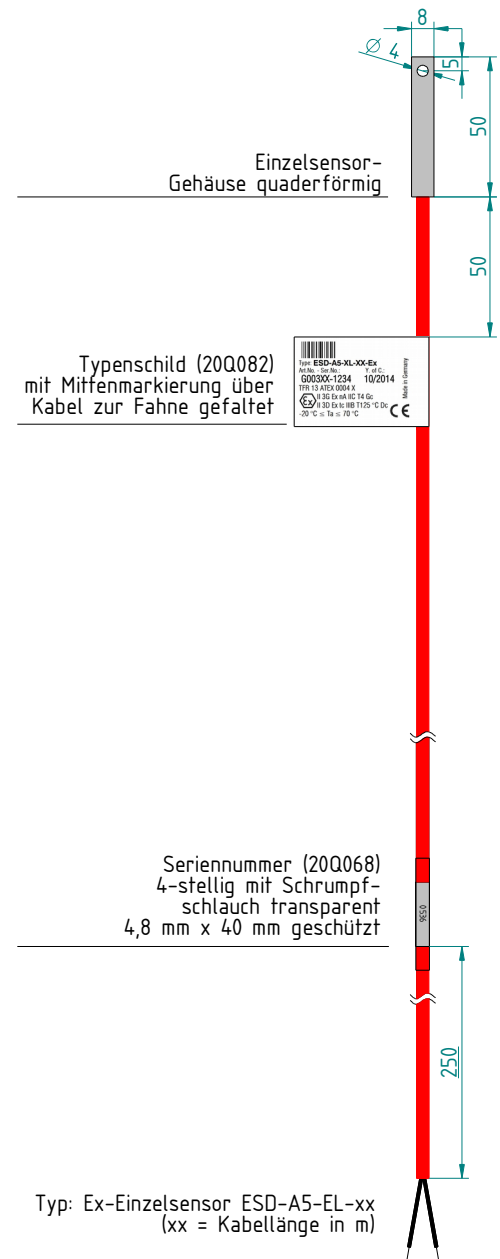 8
Ø 4
5
50
Einzelsensor-
Gehäuse quaderförmig
50
Typenschild (20Q082)
mit Mittenmarkierung über
Kabel zur Fahne gefaltet
Type: ESD-A5-XL-XX-Ex
Art.No. - Ser.No.: Y. of C.:
G003XX-1234 10/2014
TFR 13 ATEX 0004 X
Ex II 3G Ex nA IIC T4 Gc
II 3D Ex tc IIIB T125 °C Dc
-20 °C ≤ Ta ≤ 70 °C
CE
Made in Germany
Seriennummer (20Q068)
4-stellig mit Schrumpf-
schlauch transparent
4,8 mm x 40 mm geschützt
0536
250
Typ: Ex-Einzelsensor ESD-A5-EL-xx
(xx = Kabellänge in m)